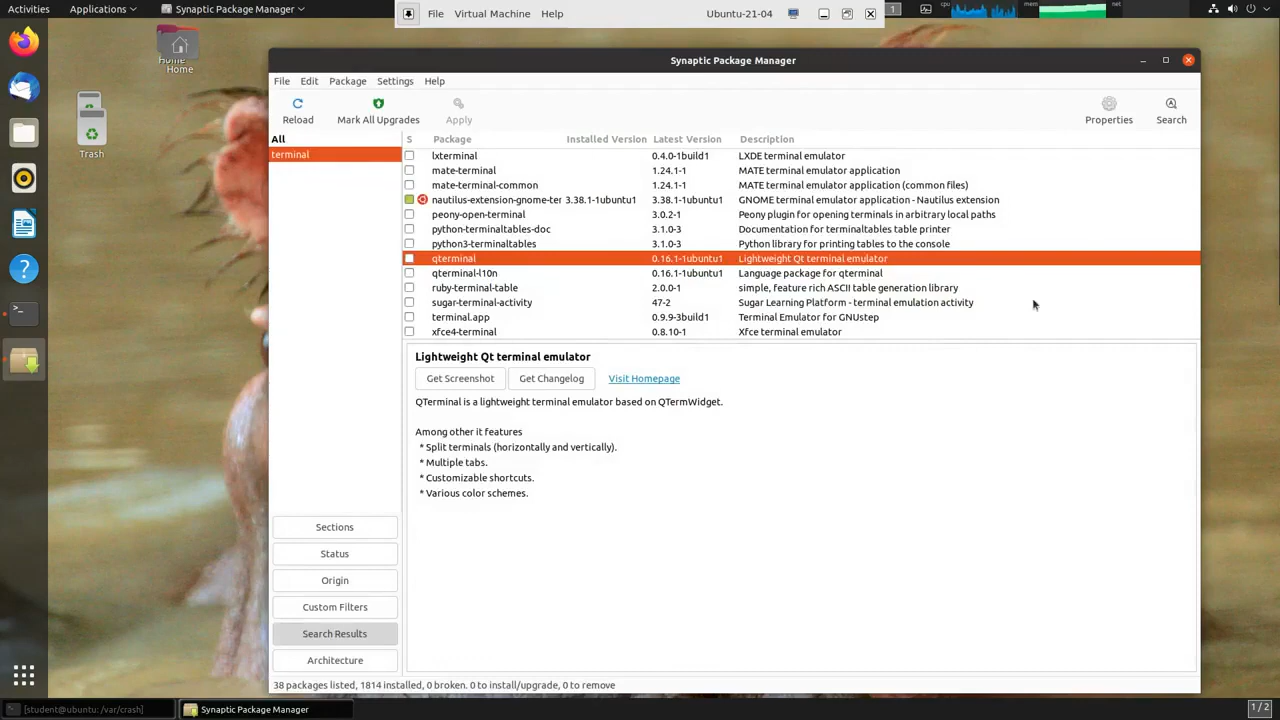 Activities Applications Synaptic Package Manager
File Virtual Machine Help Ubuntu-21-04
1 cpu mem net
Home
Home
Trash
Synaptic Package Manager
File Edit Package Settings Help
Reload Mark All Upgrades Apply Properties Search
All
terminal
S Package Installed Version Latest Version Description
lxterminal 0.4.0-1build1 LXDE terminal emulator
mate-terminal 1.24.1-1 MATE terminal emulator application
mate-terminal-common 1.24.1-1 MATE terminal emulator application (common files)
nautilus-extension-gnome-ter 3.38.1-1ubuntu1 3.38.1-1ubuntu1 GNOME terminal emulator application - Nautilus extension
peony-open-terminal 3.0.2-1 Peony plugin for opening terminals in arbitrary local paths
python-terminaltables-doc 3.1.0-3 Documentation for terminaltables table printer
python3-terminaltables 3.1.0-3 Python library for printing tables to the console
qterminal 0.16.1-1ubuntu1 Lightweight Qt terminal emulator
qterminal-l10n 0.16.1-1ubuntu1 Language package for qterminal
ruby-terminal-table 2.0.0-1 simple, feature rich ASCII table generation library
sugar-terminal-activity 47-2 Sugar Learning Platform - terminal emulation activity
terminal.app 0.9.9-3build1 Terminal Emulator for GNUstep
xfce4-terminal 0.8.10-1 Xfce terminal emulator
Lightweight Qt terminal emulator
Get Screenshot Get Changelog Visit Homepage
QTerminal is a lightweight terminal emulator based on QTermWidget.
Among other it features
* Split terminals (horizontally and vertically).
* Multiple tabs.
* Customizable shortcuts.
* Various color schemes.
Sections
Status
Origin
Custom Filters
Search Results
Architecture
38 packages listed, 1814 installed, 0 broken. 0 to install/upgrade, 0 to remove
[student@ubuntu: /var/crash] Synaptic Package Manager 1 / 2